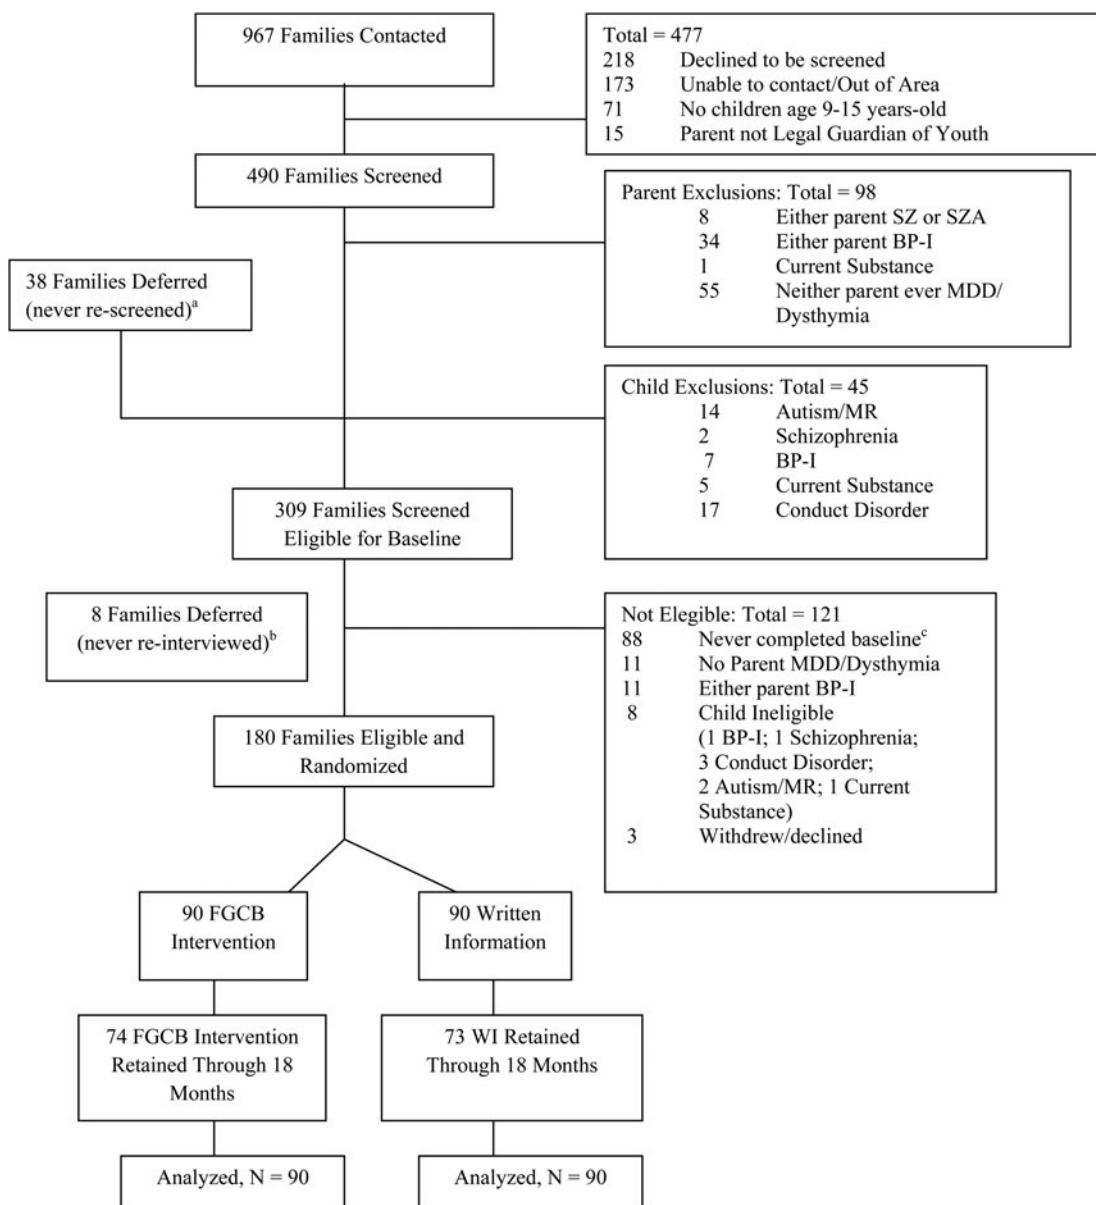 967 Families Contacted
Total = 477
218 Declined to be screened
173 Unable to contact/Out of Area
71 No children age 9-15 years-old
15 Parent not Legal Guardian of Youth
490 Families Screened
Parent Exclusions: Total = 98
8 Either parent SZ or SZA
34 Either parent BP-I
1 Current Substance
55 Neither parent ever MDD/
Dysthymia
38 Families Deferred
(never re-screened)a
Child Exclusions: Total = 45
14 Autism/MR
2 Schizophrenia
7 BP-I
5 Current Substance
17 Conduct Disorder
309 Families Screened
Eligible for Baseline
8 Families Deferred
(never re-interviewed)b
Not Elegible: Total = 121
88 Never completed baselinec
11 No Parent MDD/Dysthymia
11 Either parent BP-I
8 Child Ineligible
(1 BP-I; 1 Schizophrenia;
3 Conduct Disorder;
2 Autism/MR; 1 Current
Substance)
3 Withdrew/declined
180 Families Eligible and
Randomized
90 FGCB
Intervention
90 Written
Information
74 FGCB Intervention
Retained Through 18
Months
73 WI Retained
Through 18 Months
Analyzed, N = 90
Analyzed, N = 90